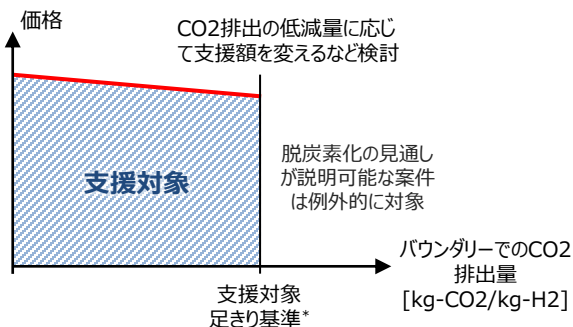 価格
CO2排出の低減量に応じ
て支援額を変えるなど検討
脱炭素化の見通し
が説明可能な案件
は例外的に対象
支援対象
バウンダリーでのCO2
排出量
[kg-CO2/kg-H2]
支援対象
足きり基準*